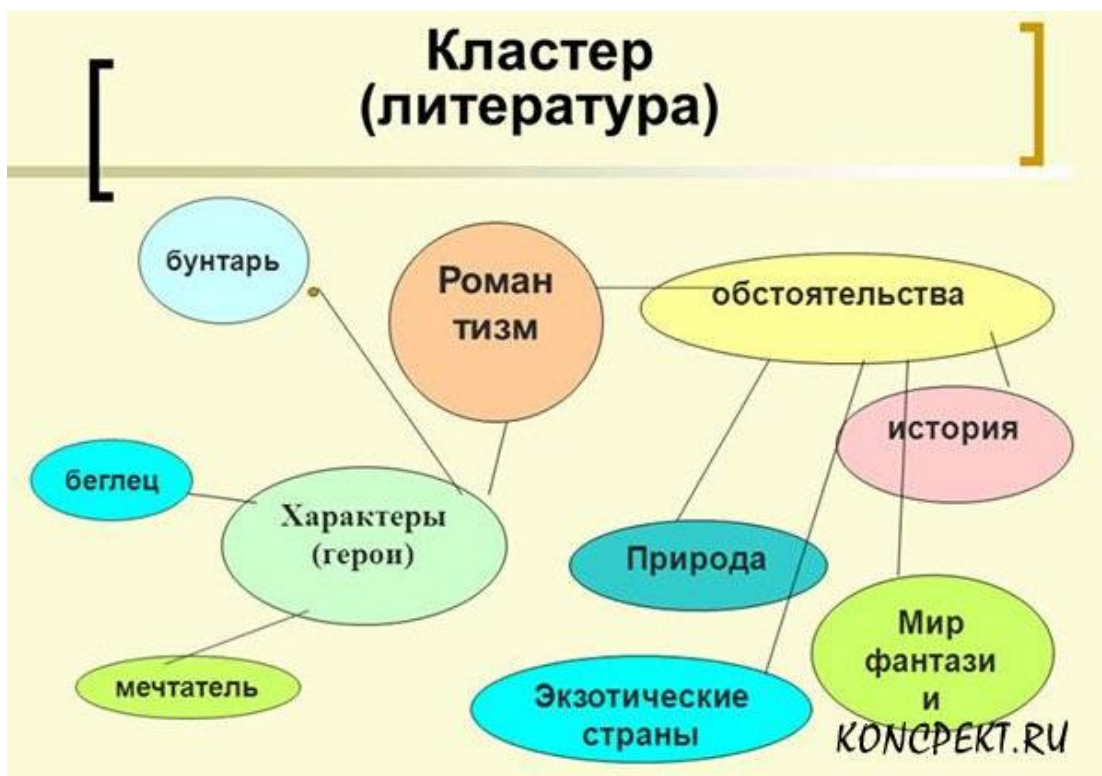 Кластер
(литература)
бунтарь
Роман
тизм
обстоятельства
история
беглец
Характеры
(герои)
Природа
Мир
фантази
и
мечтатель
Экзотические
страны
KONCPEKT.RU